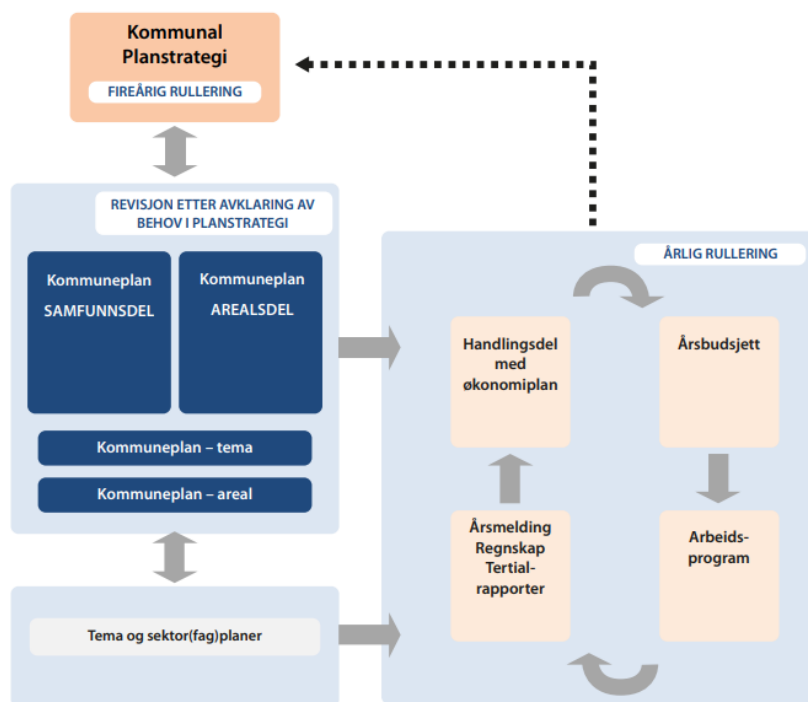 Kommunal
Planstrategi
FIREÅRIG RULLERING
REVISJON ETTER AVKLARING AV
BEHOV I PLANSTRATEGI
Kommuneplan
SAMFUNNSDEL
Kommuneplan
AREALSDEL
Kommuneplan – tema
Kommuneplan – areal
Tema og sektor(fag)planer
ÅRLIG RULLERING
Handlingsdel
med
økonomiplan
Årsbudsjett
Årsmelding
Regnskap
Tertial-
rapporter
Arbeids-
program